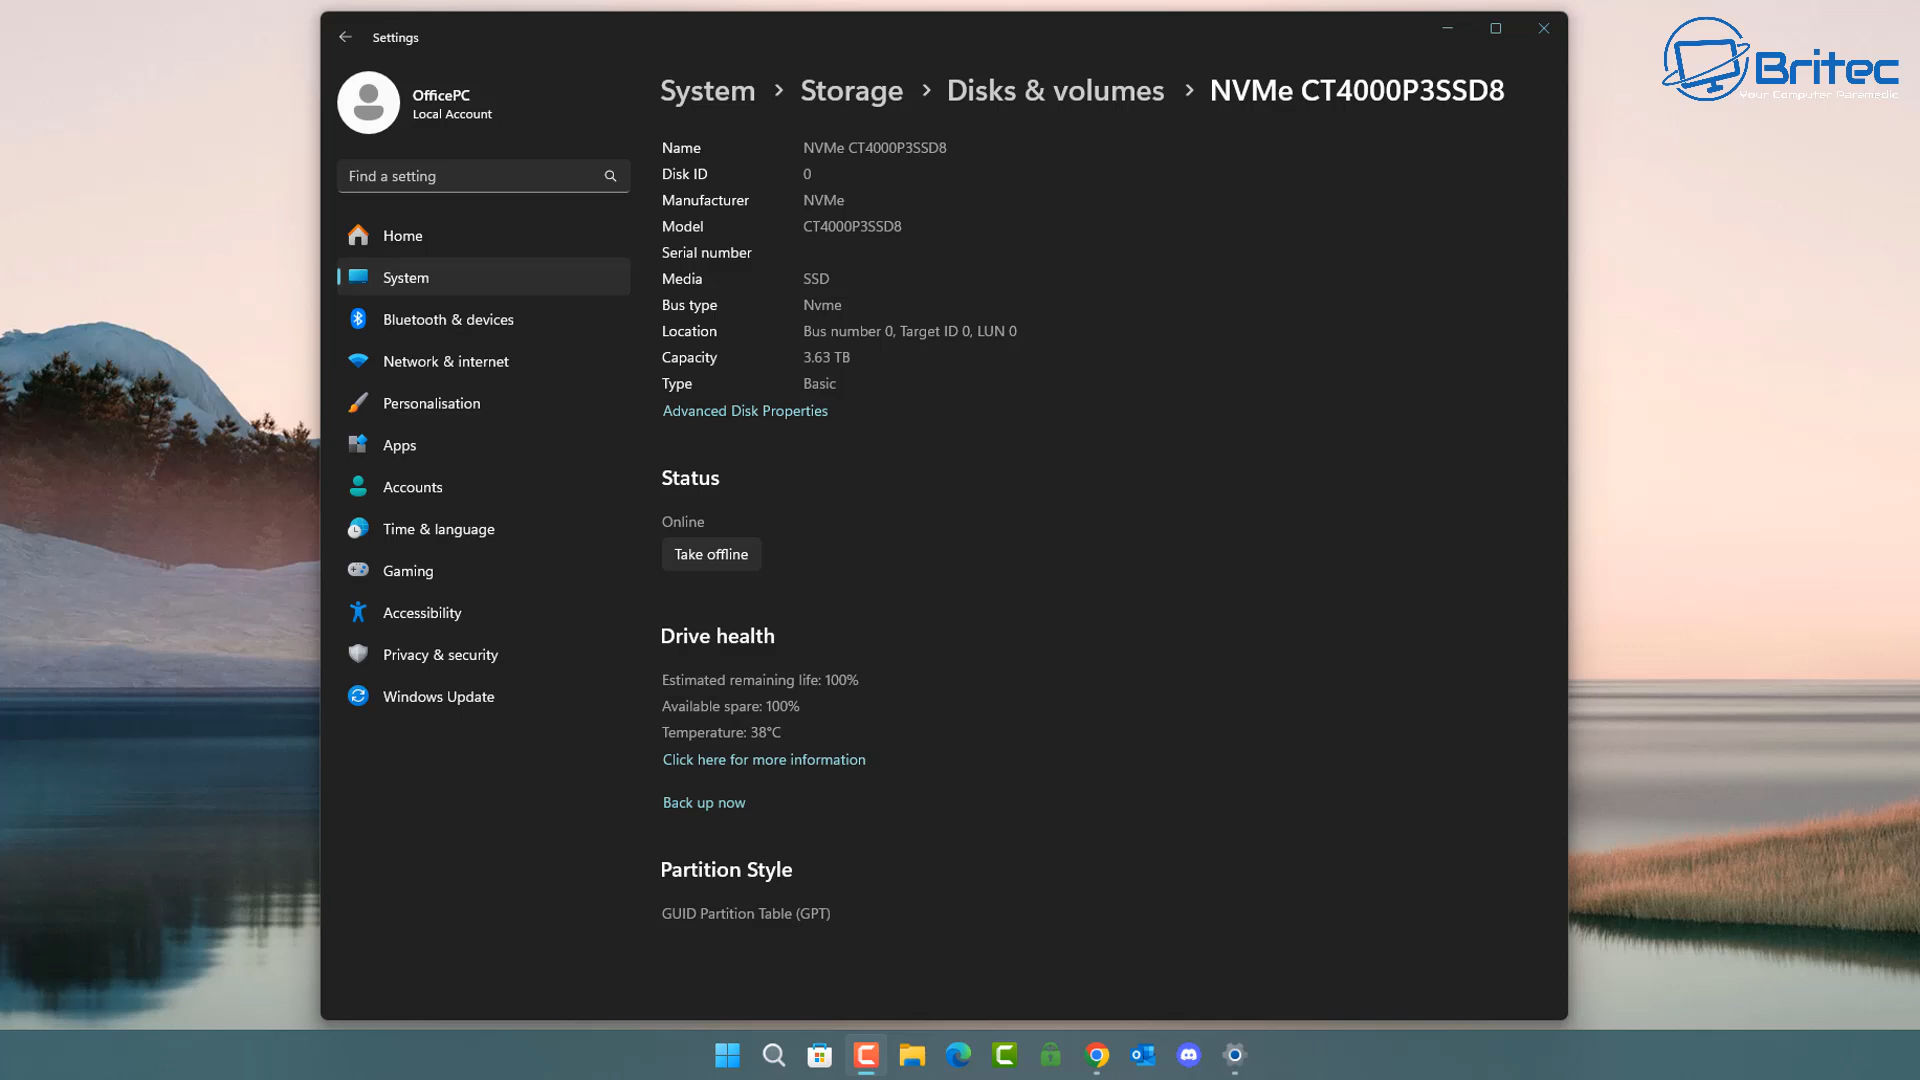 Settings
Britec
Your Computer Paramedic
OfficePC
Local Account
Find a setting
Home
System
Bluetooth & devices
Network & internet
Personalisation
Apps
Accounts
Time & language
Gaming
Accessibility
Privacy & security
Windows Update
System > Storage > Disks & volumes > NVMe CT4000P3SSD8
Name NVMe CT4000P3SSD8
Disk ID 0
Manufacturer NVMe
Model CT4000P3SSD8
Serial number
Media SSD
Bus type Nvme
Location Bus number 0, Target ID 0, LUN 0
Capacity 3.63 TB
Type Basic
Advanced Disk Properties
Status
Online
Take offline
Drive health
Estimated remaining life: 100%
Available spare: 100%
Temperature: 38°C
Click here for more information
Back up now
Partition Style
GUID Partition Table (GPT)